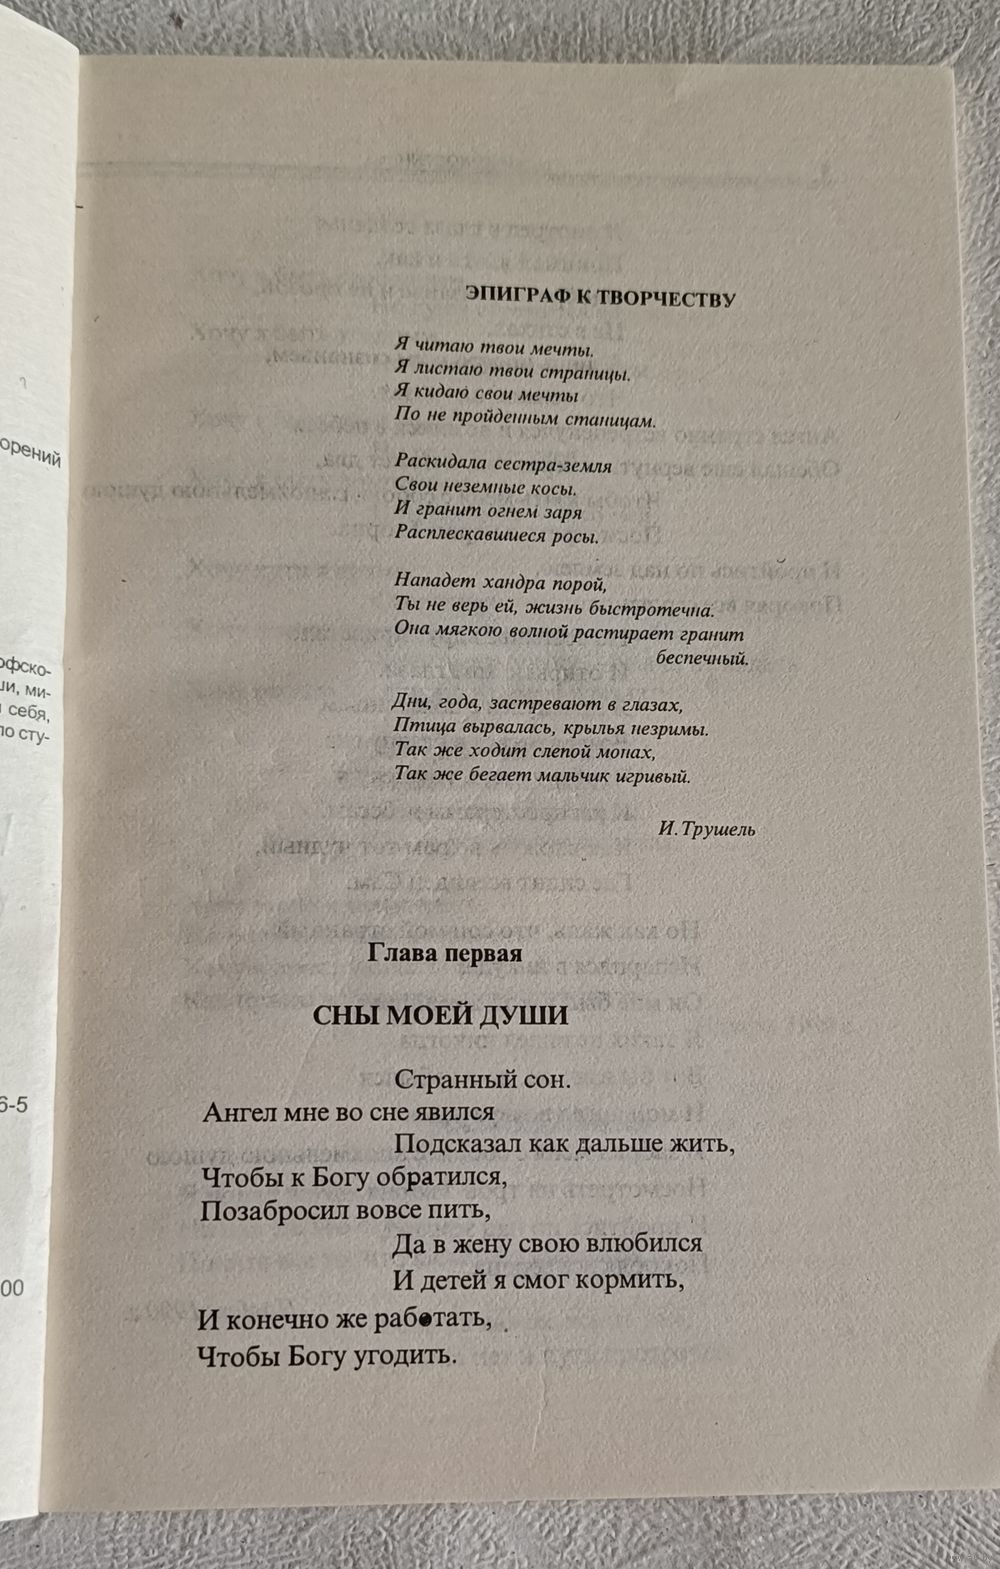 орений
офско-
ши, ми-
себя,
по сту-
6-5
00
ЭПИГРАФ К ТВОРЧЕСТВУ
Я читаю твои мечты.
Я листаю твои страницы.
Я кидаю свои мечты
По не пройденным станицам.
Раскидала сестра-земля
Свои неземные косы.
И гранит огнем заря
Расплескавшиеся росы.
Нападет хандра порой,
Ты не верь ей, жизнь быстротечна.
Она мягкою волной растирает гранит
беспечный.
Дни, года, застревают в глазах,
Птица вырвалась, крылья незримы.
Так же ходит слепой монах,
Так же бегает мальчик игривый.
И. Трушель
Глава первая
СНЫ МОЕЙ ДУШИ
Странный сон.
Ангел мне во сне явился
Подсказал как дальше жить,
Чтобы к Богу обратился,
Позабросил вовсе пить,
Да в жену свою влюбился
И детей я смог кормить,
И конечно же работать,
Чтобы Богу угодить.